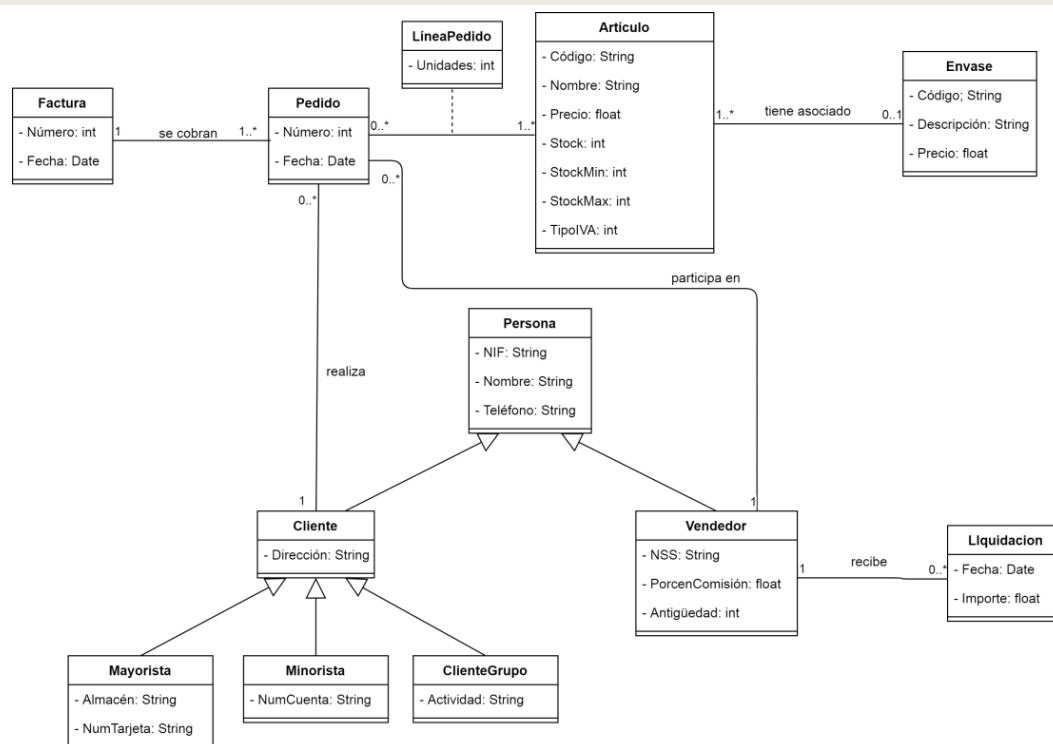 LíneaPedido
- Unidades: int
Artículo
- Código: String
- Nombre: String
- Precio: float
- Stock: int
- StockMin: int
- StockMax: int
- TipoIVA: int
Envase
- Código; String
- Descripción: String
- Precio: float
Factura
- Número: int
- Fecha: Date
1
se cobran
1..*
Pedido
- Número: int
- Fecha: Date
0..*
1..*
1..*
tiene asociado
0..1
0..*
0..*
participa en
Persona
- NIF: String
- Nombre: String
- Teléfono: String
realiza
1
1
Cliente
- Dirección: String
Vendedor
- NSS: String
- PorcenComisión: float
- Antigüedad: int
1
recibe
0..*
LIquidacion
- Fecha: Date
- Importe: float
Mayorista
- Almacén: String
- NumTarjeta: String
Minorista
- NumCuenta: String
ClienteGrupo
- Actividad: String